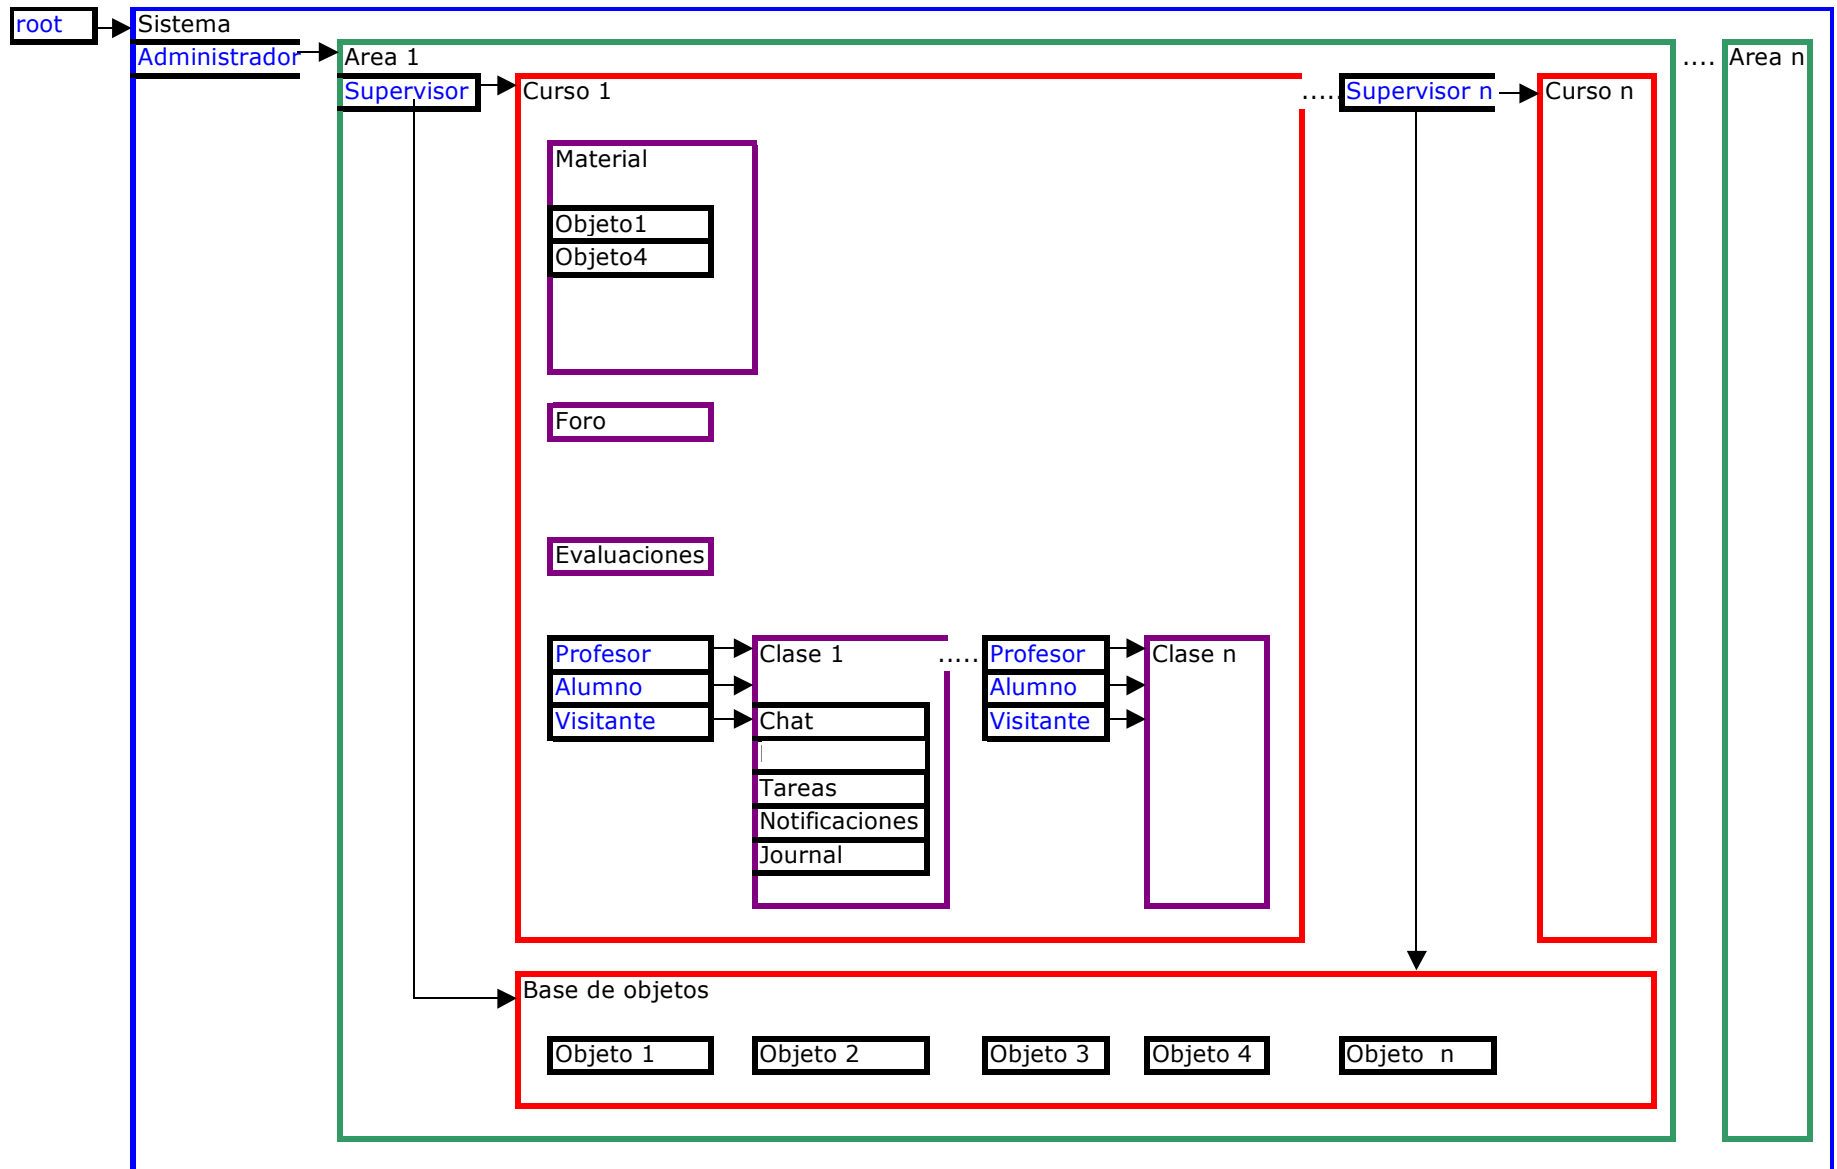 root
Sistema
Administrador
Area 1
.... Area n
Supervisor
Curso 1
..... Supervisor n
Curso n
Material
Objeto1
Objeto4
Foro
Evaluaciones
Profesor
Alumno
Visitante
Clase 1
Chat
Tareas
Notificaciones
Journal
..... Profesor
Alumno
Visitante
Clase n
Base de objetos
Objeto 1
Objeto 2
Objeto 3
Objeto 4
Objeto n